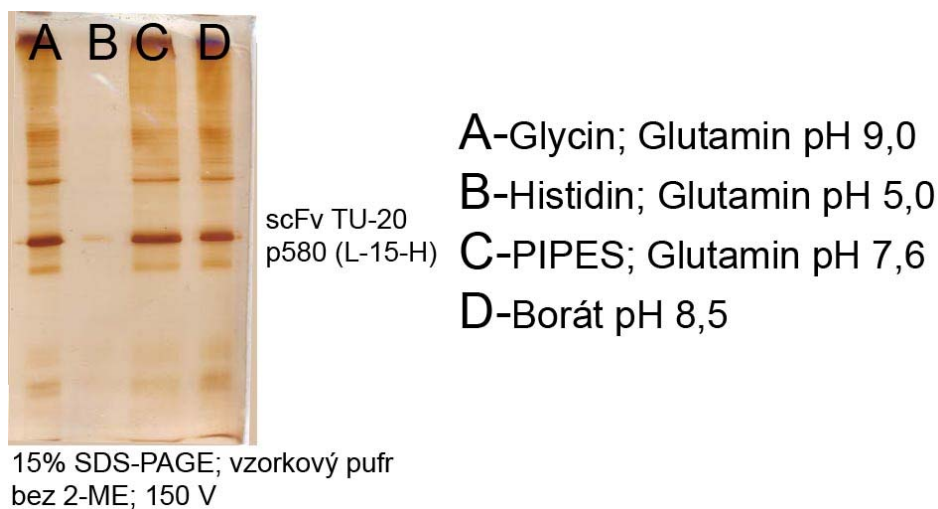 A B C D
scFv TU-20
p580 (L-15-H)
A-Glycin; Glutamin pH 9,0
B-Histidin; Glutamin pH 5,0
C-PIPES; Glutamin pH 7,6
D-Borát pH 8,5
15% SDS-PAGE; vzorkový pufr
bez 2-ME; 150 V